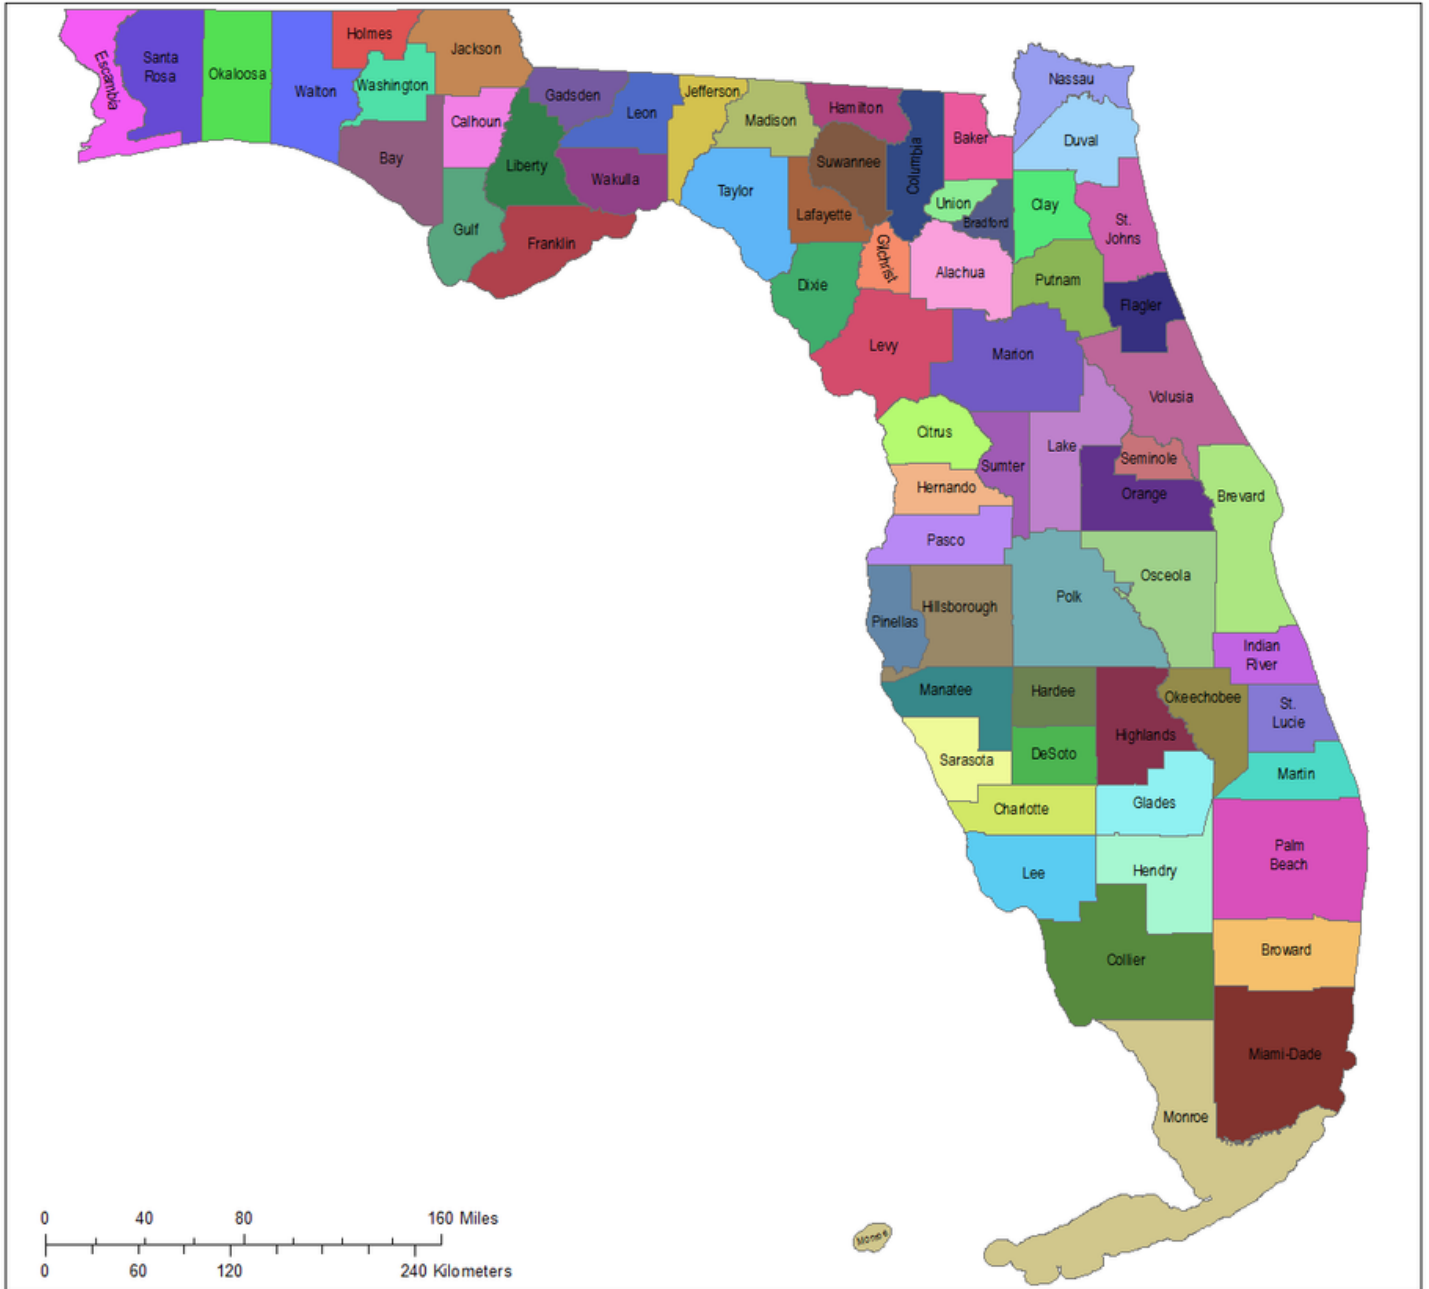 Escambia
Santa
Rosa
Okaloosa
Walton
Holmes
Washington
Jackson
Bay
Calhoun
Gulf
Liberty
Gadsden
Franklin
Leon
Wakulla
Jefferson
Madison
Taylor
Hamilton
Suwannee
Lafayette
Dixie
Columbia
Gilchrist
Baker
Union
Bradford
Alachua
Nassau
Duval
Clay
St.
Johns
Putnam
Flagler
Levy
Marion
Volusia
Citrus
Sumter
Lake
Seminole
Orange
Brevard
Hernando
Pasco
Pinellas
Hillsborough
Polk
Osceola
Indian
River
Manatee
Hardee
Highlands
Okeechobee
St.
Lucie
Sarasota
DeSoto
Martin
Charlotte
Glades
Lee
Hendry
Palm
Beach
Collier
Broward
Miami-Dade
Monroe
Monroe
0 40 80 160 Miles
0 60 120 240 Kilometers